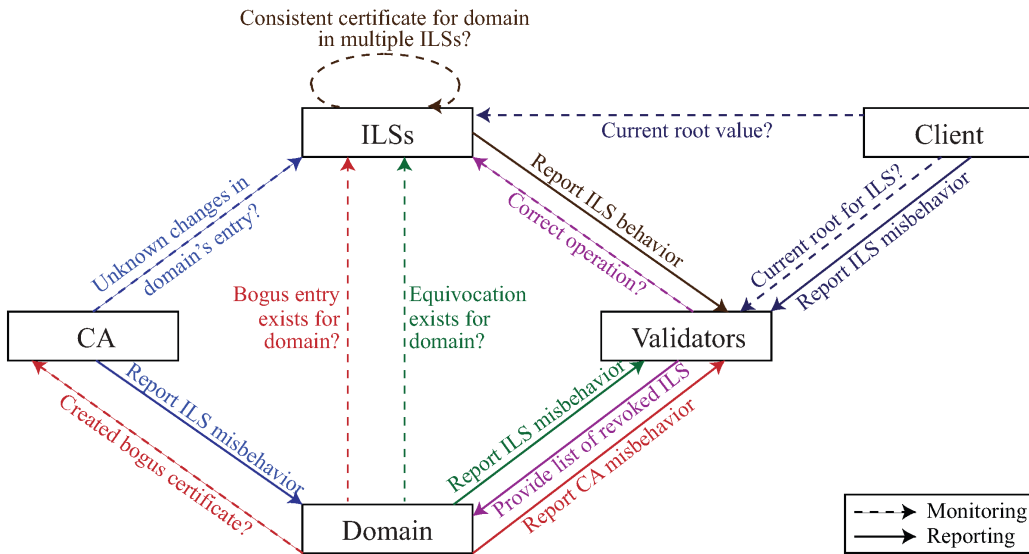 Consistent certificate for domain
in multiple ILSs?
ILSs
Client
Current root value?
Report ILS behavior
Correct operation?
Current root for ILS?
Report ILS misbehavior
Unknown changes in
domain's entry?
Bogus entry
exists for
domain?
Equivocation
exists for
domain?
CA
Validators
Report ILS misbehavior
Created bogus certificate?
Report ILS misbehavior
Provide list of revoked ILS
Report CA misbehavior
Domain
Monitoring
Reporting